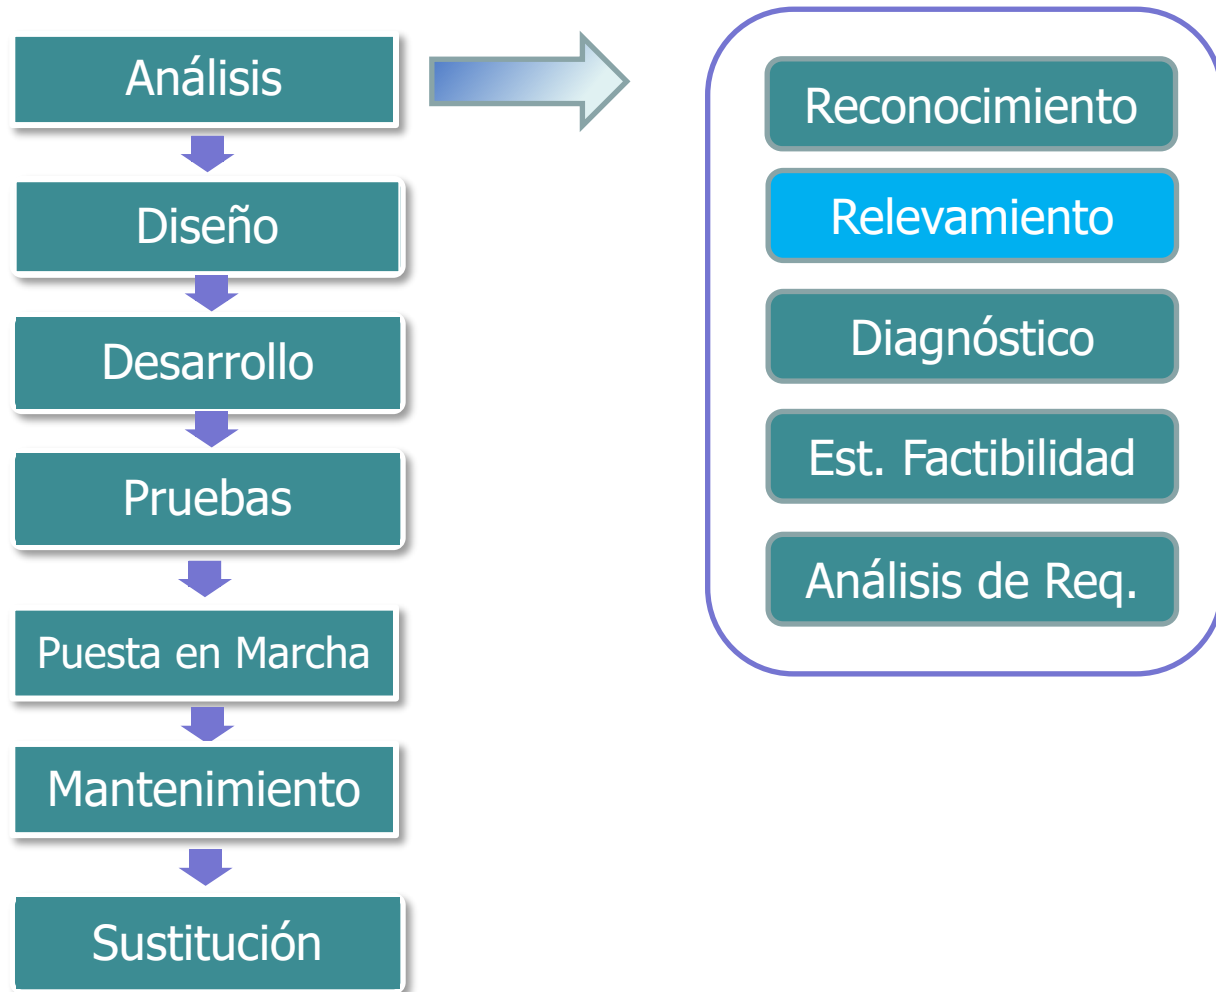 Análisis
Diseño
Desarrollo
Pruebas
Puesta en Marcha
Mantenimiento
Sustitución
Reconocimiento
Relevamiento
Diagnóstico
Est. Factibilidad
Análisis de Req.